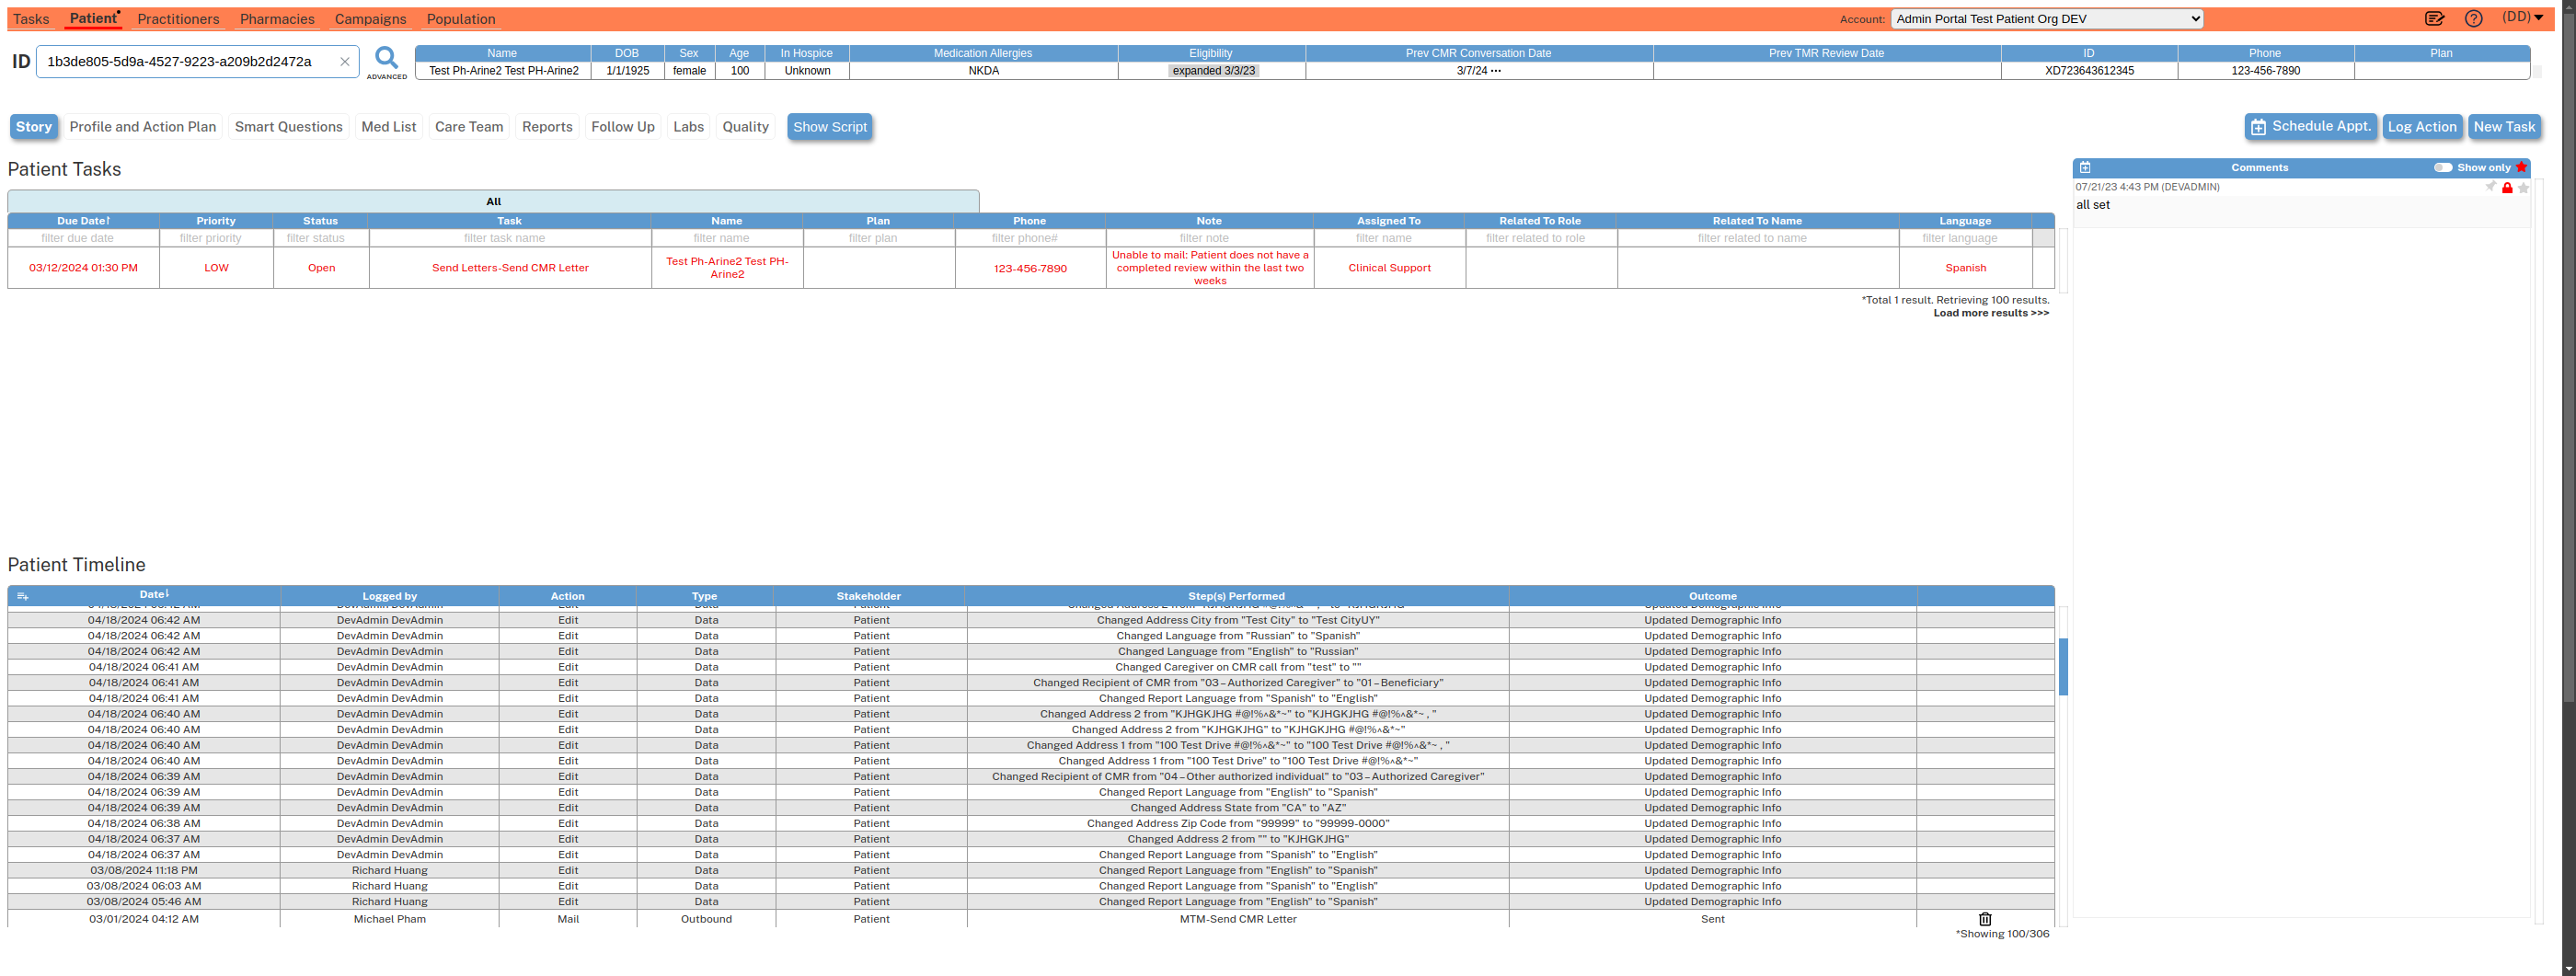 Tasks Patient Practitioners Pharmacies Campaigns Population Account: Admin Portal Test Patient Org DEV (DD)
ID 1b3de805-5d9a-4527-9223-a209b2d2472a ADVANCED
Name DOB Sex Age In Hospice Medication Allergies Eligibility Prev CMR Conversation Date Prev TMR Review Date ID Phone Plan
Test Ph-Arine2 Test PH-Arine2 1/1/1925 female 100 Unknown NKDA expanded 3/3/23 3/7/24 ••• XD723643612345 123-456-7890
Story Profile and Action Plan Smart Questions Med List Care Team Reports Follow Up Labs Quality Show Script Schedule Appt. Log Action New Task
Patient Tasks
All
Due Date↑ Priority Status Task Name Plan Phone Note Assigned To Related To Role Related To Name Language
filter due date filter priority filter status filter task name filter name filter plan filter phone# filter note filter name filter related to role filter related to name filter language
03/12/2024 01:30 PM LOW Open Send Letters-Send CMR Letter Test Ph-Arine2 Test PH-Arine2 123-456-7890 Unable to mail: Patient does not have a completed review within the last two weeks Clinical Support Spanish
*Total 1 result. Retrieving 100 results.
Load more results >>>
Comments Show only
07/21/23 4:43 PM (DEVADMIN)
all set
Patient Timeline
Date↓ Logged by Action Type Stakeholder Step(s) Performed Outcome
04/18/2024 06:42 AM DevAdmin DevAdmin Edit Data Patient Changed Address City from "Test City" to "Test CityUY" Updated Demographic Info
04/18/2024 06:42 AM DevAdmin DevAdmin Edit Data Patient Changed Language from "Russian" to "Spanish" Updated Demographic Info
04/18/2024 06:42 AM DevAdmin DevAdmin Edit Data Patient Changed Language from "English" to "Russian" Updated Demographic Info
04/18/2024 06:41 AM DevAdmin DevAdmin Edit Data Patient Changed Caregiver on CMR call from "test" to "" Updated Demographic Info
04/18/2024 06:41 AM DevAdmin DevAdmin Edit Data Patient Changed Recipient of CMR from "03 – Authorized Caregiver" to "01 – Beneficiary" Updated Demographic Info
04/18/2024 06:41 AM DevAdmin DevAdmin Edit Data Patient Changed Report Language from "Spanish" to "English" Updated Demographic Info
04/18/2024 06:40 AM DevAdmin DevAdmin Edit Data Patient Changed Address 2 from "KJHGKJHG #@!%^&*~" to "KJHGKJHG #@!%^&*~ , " Updated Demographic Info
04/18/2024 06:40 AM DevAdmin DevAdmin Edit Data Patient Changed Address 2 from "KJHGKJHG" to "KJHGKJHG #@!%^&*~" Updated Demographic Info
04/18/2024 06:40 AM DevAdmin DevAdmin Edit Data Patient Changed Address 1 from "100 Test Drive #@!%^&*~" to "100 Test Drive #@!%^&*~ , " Updated Demographic Info
04/18/2024 06:40 AM DevAdmin DevAdmin Edit Data Patient Changed Address 1 from "100 Test Drive" to "100 Test Drive #@!%^&*~" Updated Demographic Info
04/18/2024 06:39 AM DevAdmin DevAdmin Edit Data Patient Changed Recipient of CMR from "04 – Other authorized individual" to "03 – Authorized Caregiver" Updated Demographic Info
04/18/2024 06:39 AM DevAdmin DevAdmin Edit Data Patient Changed Report Language from "English" to "Spanish" Updated Demographic Info
04/18/2024 06:39 AM DevAdmin DevAdmin Edit Data Patient Changed Address State from "CA" to "AZ" Updated Demographic Info
04/18/2024 06:38 AM DevAdmin DevAdmin Edit Data Patient Changed Address Zip Code from "99999" to "99999-0000" Updated Demographic Info
04/18/2024 06:37 AM DevAdmin DevAdmin Edit Data Patient Changed Address 2 from "" to "KJHGKJHG" Updated Demographic Info
04/18/2024 06:37 AM DevAdmin DevAdmin Edit Data Patient Changed Report Language from "Spanish" to "English" Updated Demographic Info
03/08/2024 11:18 PM Richard Huang Edit Data Patient Changed Report Language from "English" to "Spanish" Updated Demographic Info
03/08/2024 06:03 AM Richard Huang Edit Data Patient Changed Report Language from "Spanish" to "English" Updated Demographic Info
03/08/2024 05:46 AM Richard Huang Edit Data Patient Changed Report Language from "English" to "Spanish" Updated Demographic Info
03/01/2024 04:12 AM Michael Pham Mail Outbound Patient MTM-Send CMR Letter Sent
*Showing 100/306